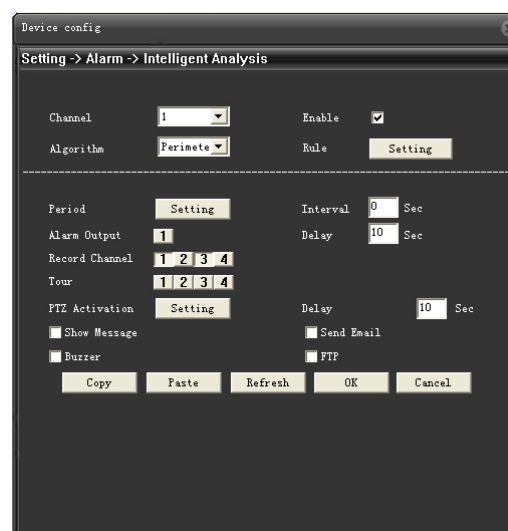 Device config
Setting -> Alarm -> Intelligent Analysis
Channel 1 Enable
Algorithm Perimete Rule Setting
Period Setting Interval 0 Sec
Alarm Output 1 Delay 10 Sec
Record Channel 1 2 3 4
Tour 1 2 3 4
PTZ Activation Setting Delay 10 Sec
Show Message Send Email
Buzzer FTP
Copy Paste Refresh OK Cancel